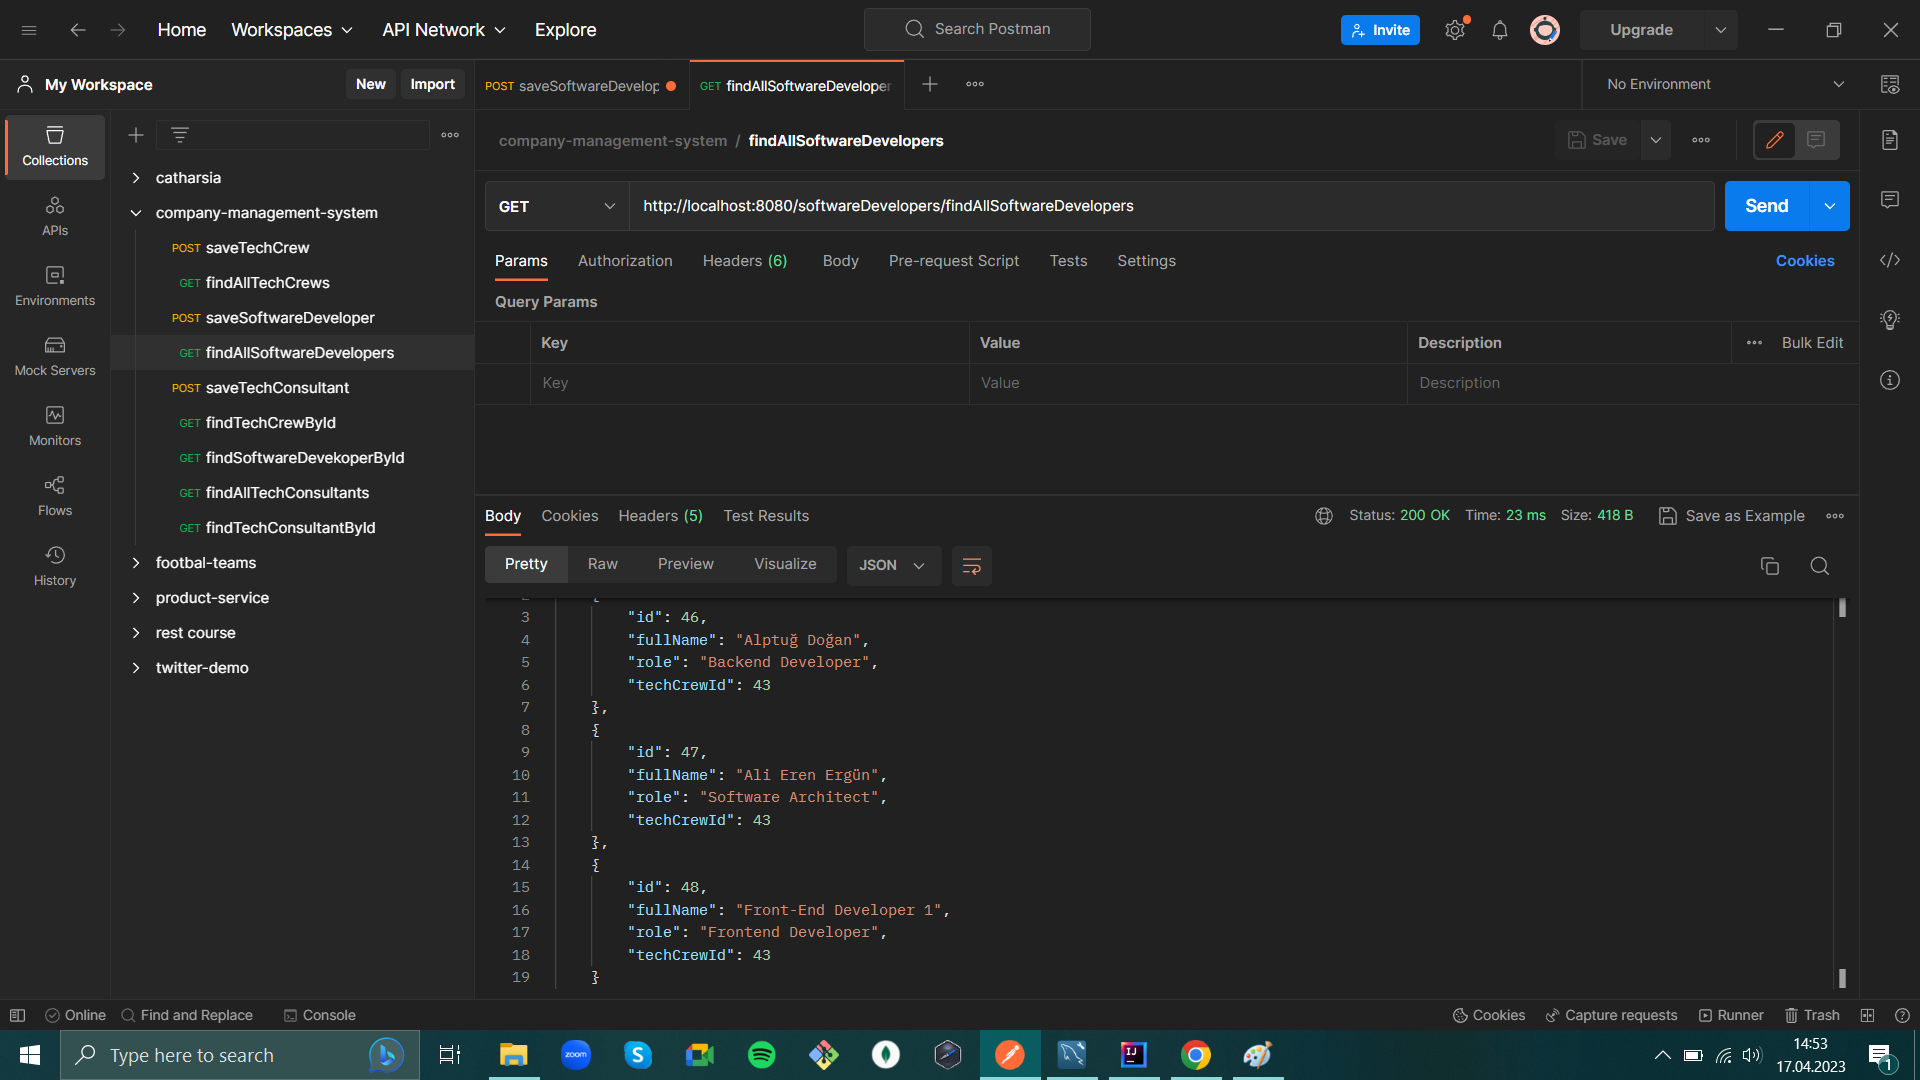 Home
Workspaces
API Network
Explore
Search Postman
Invite
Upgrade
My Workspace
New
Import
POST saveSoftwareDevelop
GET findAllSoftwareDeveloper
No Environment
Collections
APIs
Environments
Mock Servers
Monitors
Flows
History
catharsia
company-management-system
POST saveTechCrew
GET findAllTechCrews
POST saveSoftwareDeveloper
GET findAllSoftwareDevelopers
POST saveTechConsultant
GET findTechCrewById
GET findSoftwareDevekoperById
GET findAllTechConsultants
GET findTechConsultantById
footbal-teams
product-service
rest course
twitter-demo
company-management-system / findAllSoftwareDevelopers
Save
GET
http://localhost:8080/softwareDevelopers/findAllSoftwareDevelopers
Send
Params Authorization Headers (6) Body Pre-request Script Tests Settings
Cookies
Query Params
Key Value Description Bulk Edit
Key Value Description
Body Cookies Headers (5) Test Results
Status: 200 OK Time: 23 ms Size: 418 B Save as Example
Pretty Raw Preview Visualize JSON
2 {
3 "id": 46,
4 "fullName": "Alptuğ Doğan",
5 "role": "Backend Developer",
6 "techCrewId": 43
7 },
8 {
9 "id": 47,
10 "fullName": "Ali Eren Ergün",
11 "role": "Software Architect",
12 "techCrewId": 43
13 },
14 {
15 "id": 48,
16 "fullName": "Front-End Developer 1",
17 "role": "Frontend Developer",
18 "techCrewId": 43
19 }
Online Find and Replace Console
Cookies Capture requests Runner Trash
Type here to search
zoom
IJ
14:53
17.04.2023
1